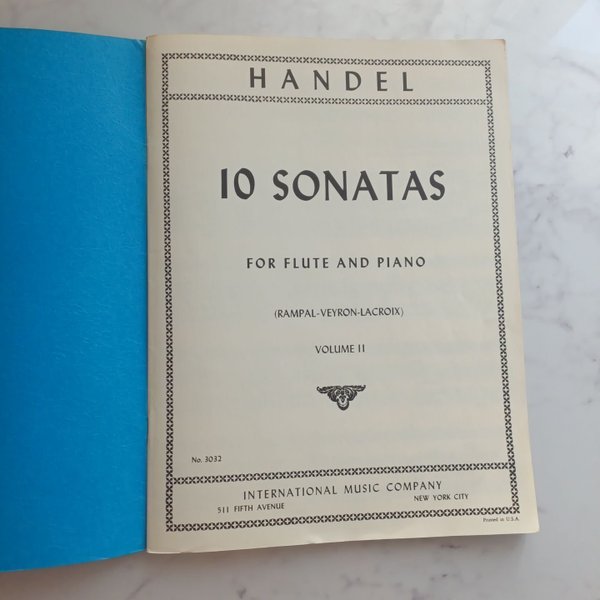 HANDEL
10 SONATAS
FOR FLUTE AND PIANO
(RAMPAL-VEYRON-LACROIX)
VOLUME II
No. 3032
INTERNATIONAL MUSIC COMPANY
511 FIFTH AVENUE NEW YORK CITY
Printed in U.S.A.